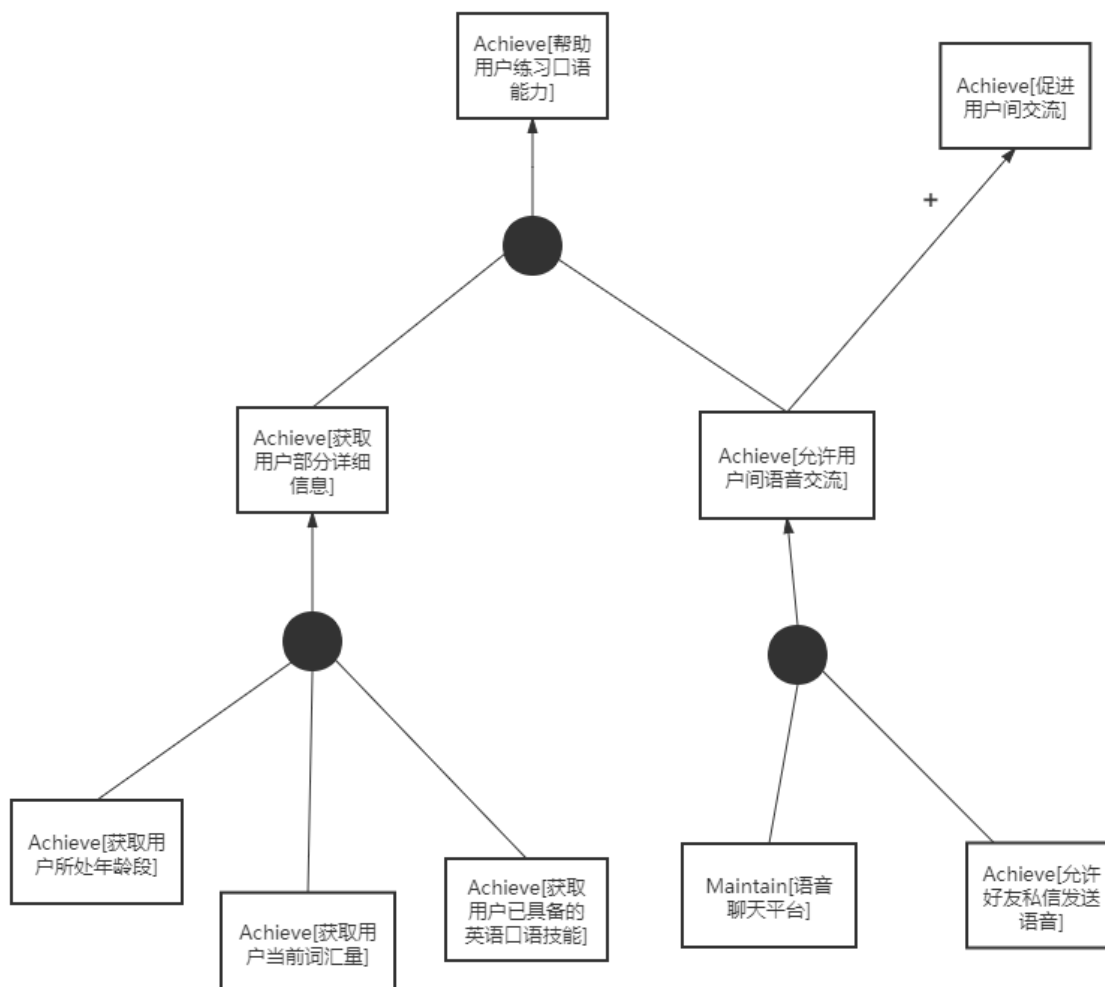 Achieve[帮助
用户练习口语
能力]
Achieve[促进
用户间交流]
+
Achieve[获取
用户部分详细
信息]
Achieve[允许用
户间语音交流]
Achieve[获取用
户所处年龄段]
Achieve[获取用
户当前词汇量]
Achieve[获取
用户已具备的
英语口语技能]
Maintain[语音
聊天平台]
Achieve[允许
好友私信发送
语音]